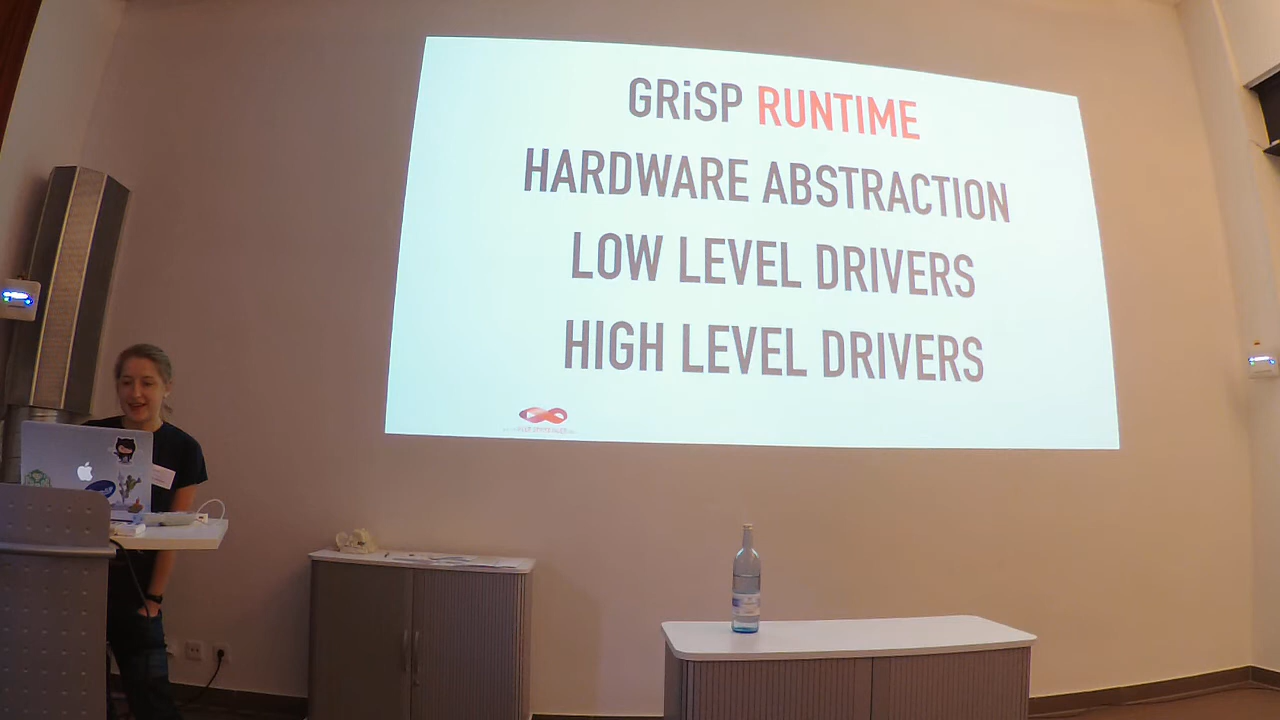 GRiSP RUNTIME
HARDWARE ABSTRACTION
LOW LEVEL DRIVERS
HIGH LEVEL DRIVERS